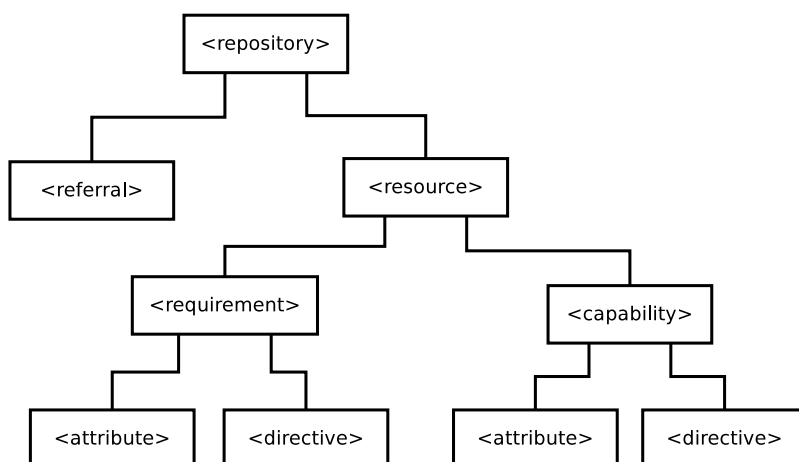 <repository>
<referral>
<resource>
<requirement>
<capability>
<attribute>
<directive>
<attribute>
<directive>